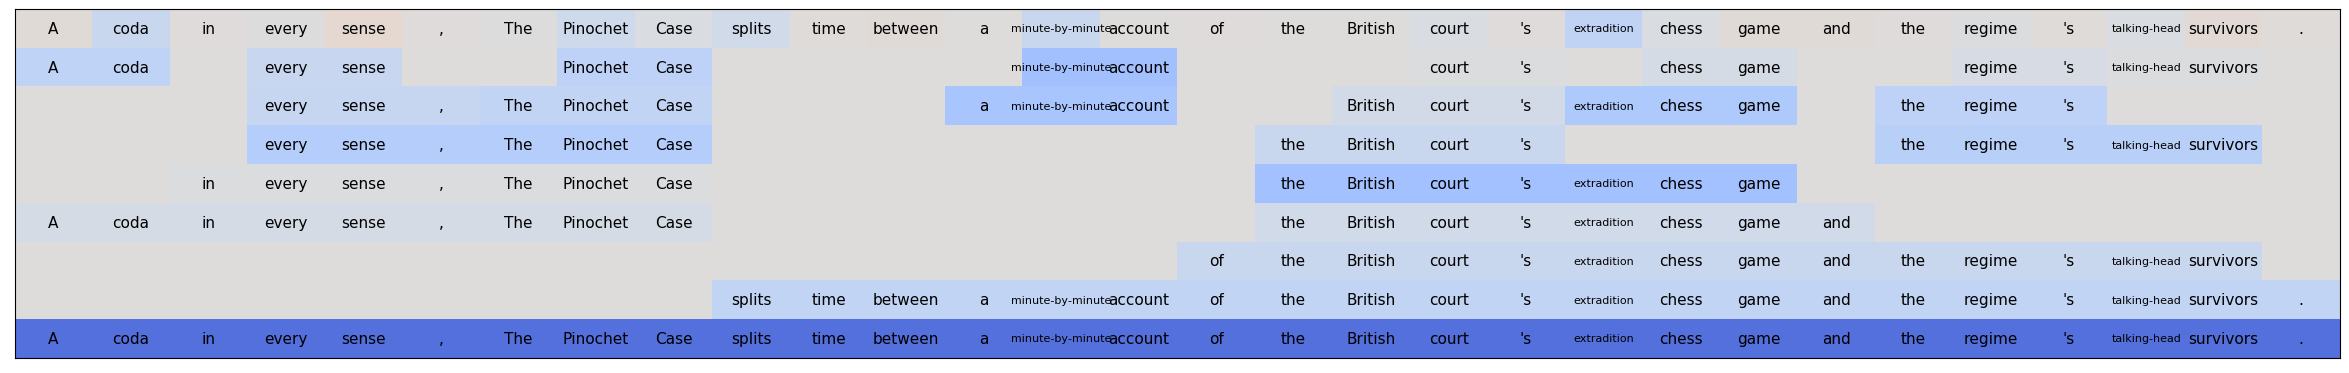 A coda in every sense , The Pinochet Case splits time between a minute-by-minute account of the British court 's extradition chess game and the regime 's talking-head survivors .
A coda every sense Pinochet Case minute-by-minute account court 's chess game regime 's talking-head survivors
every sense , The Pinochet Case a minute-by-minute account British court 's extradition chess game the regime 's
every sense , The Pinochet Case the British court 's the regime 's talking-head survivors
in every sense , The Pinochet Case the British court 's extradition chess game
A coda in every sense , The Pinochet Case the British court 's extradition chess game and
of the British court 's extradition chess game and the regime 's talking-head survivors
splits time between a minute-by-minute account of the British court 's extradition chess game and the regime 's talking-head survivors .
A coda in every sense , The Pinochet Case splits time between a minute-by-minute account of the British court 's extradition chess game and the regime 's talking-head survivors .